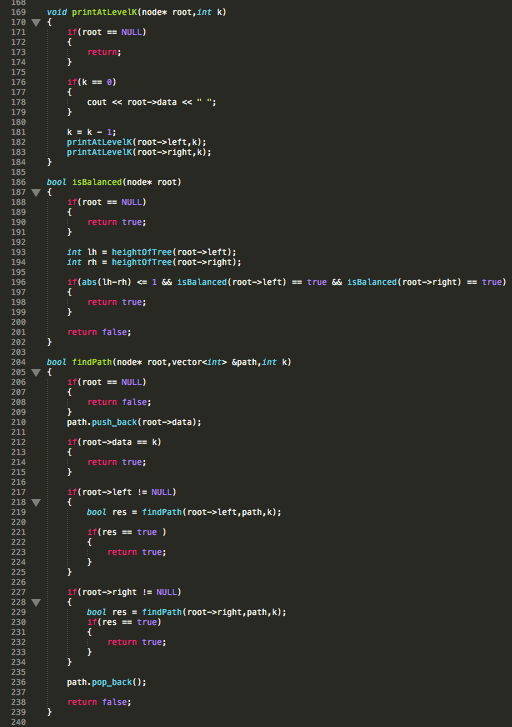 168
169 void printAtLevelK(node* root,int k)
170 {
171 if(root == NULL)
172 {
173 return;
174 }
175
176 if(k == 0)
177 {
178 cout << root->data << " ";
179 }
180
181 k = k - 1;
182 printAtLevelK(root->left,k);
183 printAtLevelK(root->right,k);
184 }
185
186 bool isBalanced(node* root)
187 {
188 if(root == NULL)
189 {
190 return true;
191 }
192
193 int lh = heightOfTree(root->left);
194 int rh = heightOfTree(root->right);
195
196 if(abs(lh-rh) <= 1 && isBalanced(root->left) == true && isBalanced(root->right) == true)
197 {
198 return true;
199 }
200
201 return false;
202 }
203
204 bool findPath(node* root,vector<int> &path,int k)
205 {
206 if(root == NULL)
207 {
208 return false;
209 }
210 path.push_back(root->data);
211
212 if(root->data == k)
213 {
214 return true;
215 }
216
217 if(root->left != NULL)
218 {
219 bool res = findPath(root->left,path,k);
220
221 if(res == true )
222 {
223 return true;
224 }
225 }
226
227 if(root->right != NULL)
228 {
229 bool res = findPath(root->right,path,k);
230 if(res == true)
231 {
232 return true;
233 }
234 }
235
236 path.pop_back();
237
238 return false;
239 }
240